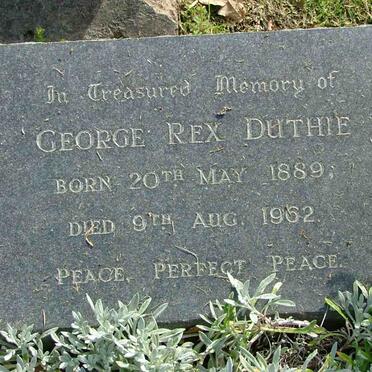 In Treasured Memory of
GEORGE REX DUTHIE
BORN 20TH MAY 1889;
DIED 9TH AUG. 1962.
PEACE, PERFECT PEACE.